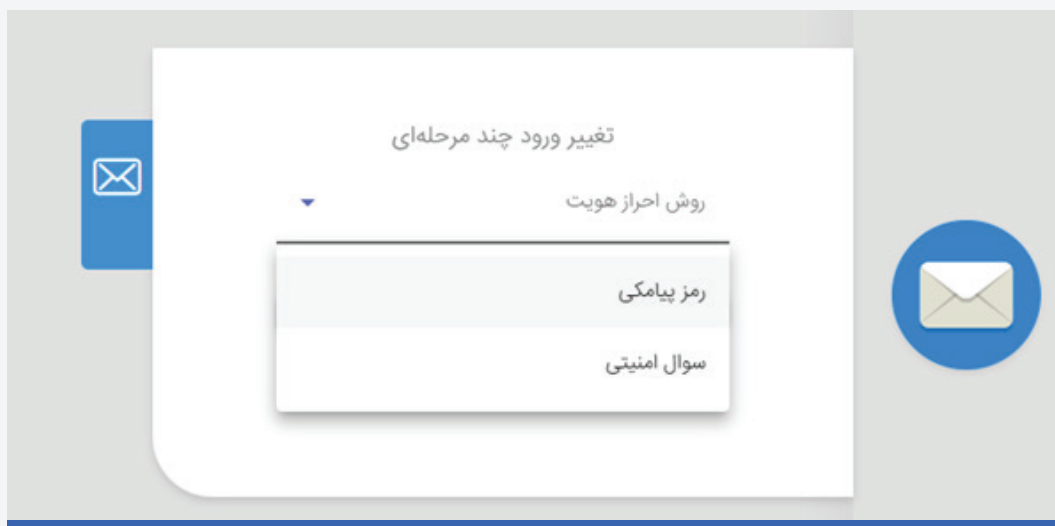 تغییر ورود چند مرحله‌ای
روش احراز هویت
رمز پیامکی
سوال امنیتی